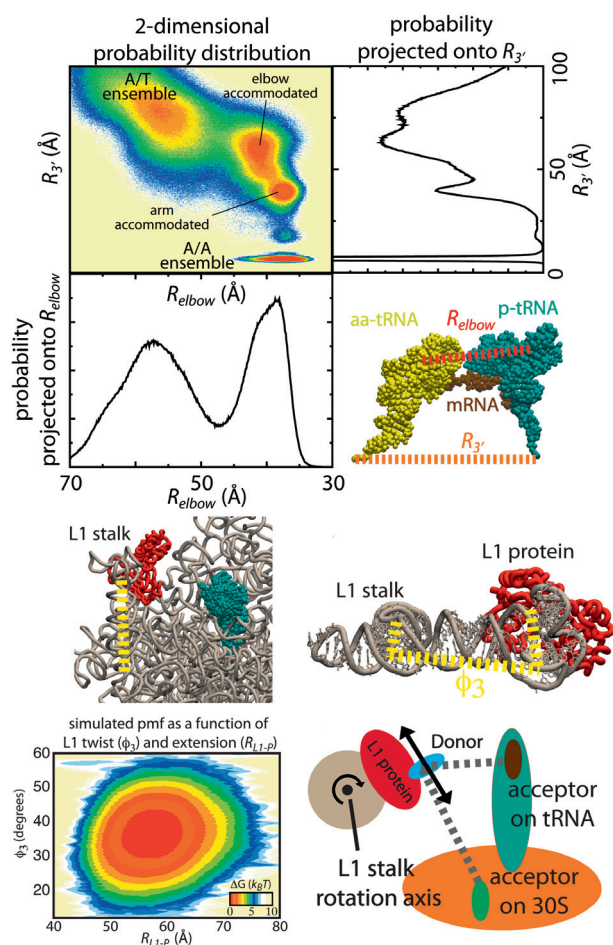 2-dimensional
probability distribution
probability
projected onto R3'
A/T
ensemble
elbow
accommodated
arm
accommodated
A/A
ensemble
R3' (Å)
100
50
0
R3' (Å)
Relbow (Å)
probability
projected onto Relbow
70
50
30
Relbow (Å)
aa-tRNA
Relbow
p-tRNA
mRNA
R3'
L1 stalk
L1 protein
L1 stalk
ϕ3
simulated pmf as a function of
L1 twist (ϕ3) and extension (RL1-P)
60
50
40
30
20
ϕ3 (degrees)
ΔG (kBT)
0 5 10
40 50 60 70 80
RL1-P (Å)
L1 protein
Donor
acceptor
on tRNA
L1 stalk
rotation axis
acceptor
on 30S